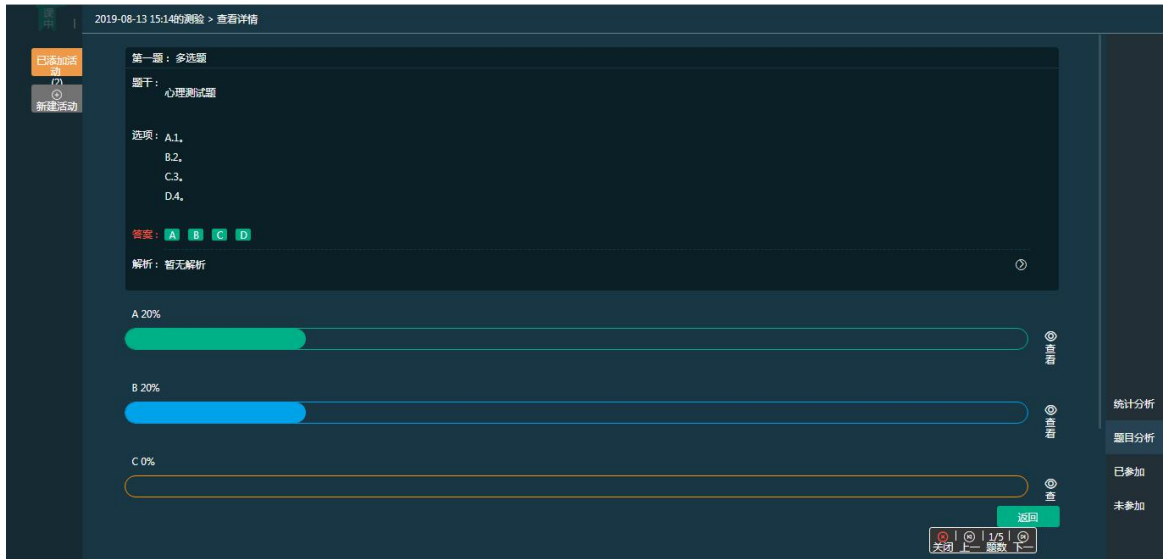 课中
2019-08-13 15:14的测验 > 查看详情
已添加活动
(2)
新建活动
第一题：多选题
题干：
心理测试题
选项：A.1。
B.2。
C.3。
D.4。
答案： A B C D
解析：暂无解析
A 20%
查看
B 20%
查看
C 0%
查
统计分析
题目分析
已参加
未参加
返回
1/5
关闭 上一 题数 下一